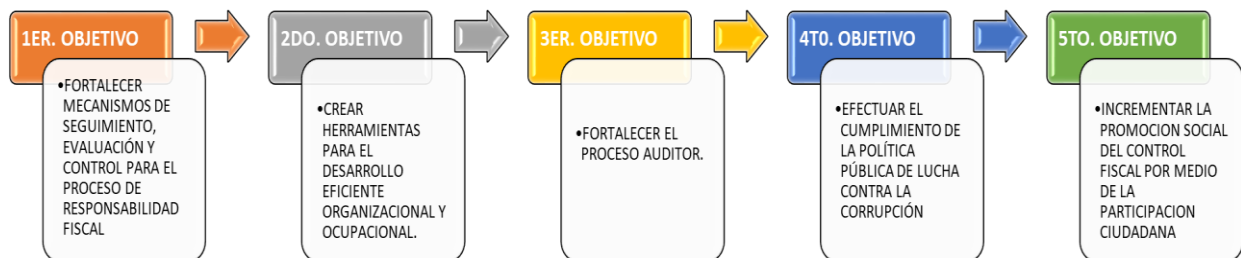 1ER. OBJETIVO
•FORTALECER
MECANISMOS DE
SEGUIMIENTO,
EVALUACIÓN Y
CONTROL PARA EL
PROCESO DE
RESPONSABILIDAD
FISCAL
2DO. OBJETIVO
•CREAR
HERRAMIENTAS
PARA EL
DESARROLLO
EFICIENTE
ORGANIZACIONAL Y
OCUPACIONAL.
3ER. OBJETIVO
•FORTALECER EL
PROCESO AUDITOR.
4T0. OBJETIVO
•EFECTUAR EL
CUMPLIMIENTO DE
LA POLÍTICA
PÚBLICA DE LUCHA
CONTRA LA
CORRUPCIÓN
5TO. OBJETIVO
•INCREMENTAR LA
PROMOCION SOCIAL
DEL CONTROL
FISCAL POR MEDIO
DE LA
PARTICIPACION
CIUDADANA